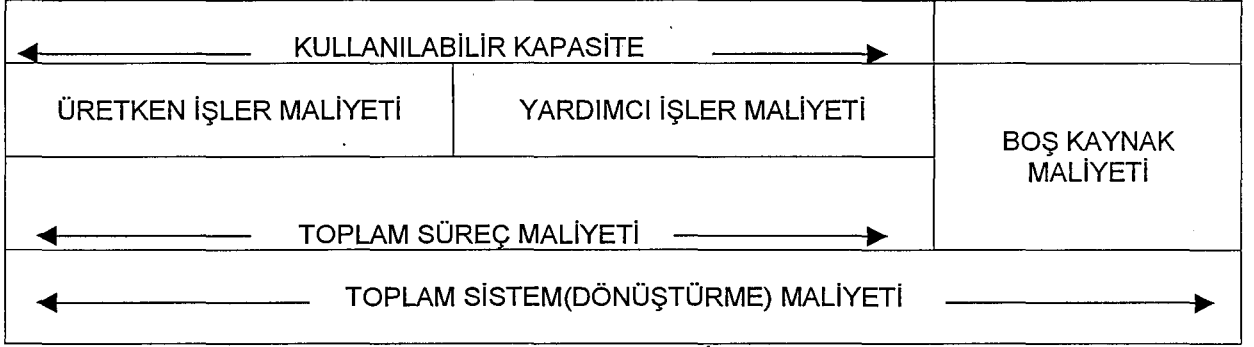 KULLANILABİLİR KAPASİTE
ÜRETKEN İŞLER MALİYETİ
YARDIMCI İŞLER MALİYETİ
BOŞ KAYNAK
MALİYETİ
TOPLAM SÜREÇ MALİYETİ
TOPLAM SİSTEM(DÖNÜŞTÜRME) MALİYETİ